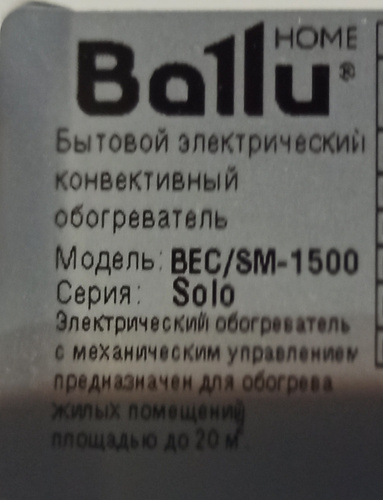 HOME
Ballu®
Бытовой электрический
конвективный
обогреватель
Модель: BEC/SM-1500
Серия: Solo
Электрический обогреватель
с механическим управлением
предназначен для обогрева
жилых помещений
площадью до 20 м².